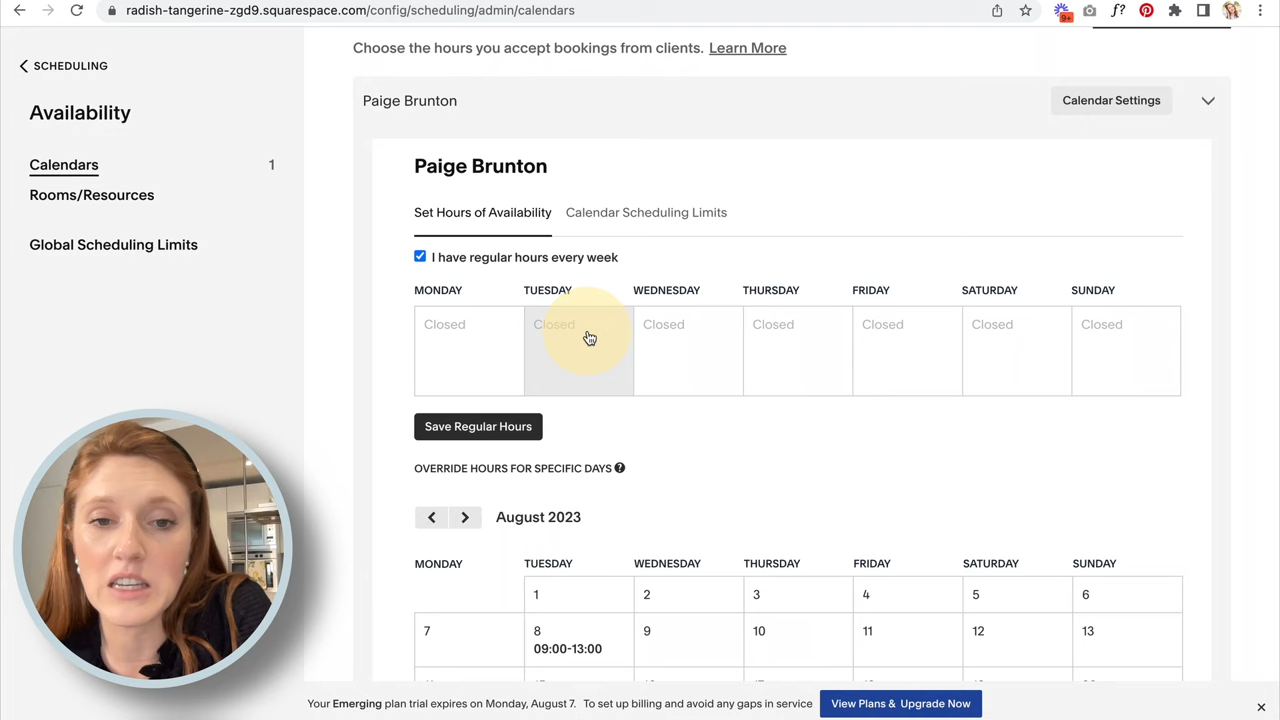 radish-tangerine-zgd9.squarespace.com/config/scheduling/admin/calendars
f?
9+
Choose the hours you accept bookings from clients. Learn More
SCHEDULING
Availability
Calendars 1
Rooms/Resources
Global Scheduling Limits
Paige Brunton
Calendar Settings
Paige Brunton
Set Hours of Availability Calendar Scheduling Limits
I have regular hours every week
MONDAY TUESDAY WEDNESDAY THURSDAY FRIDAY SATURDAY SUNDAY
Closed Closed Closed Closed Closed Closed Closed
Save Regular Hours
OVERRIDE HOURS FOR SPECIFIC DAYS ?
August 2023
MONDAY TUESDAY WEDNESDAY THURSDAY FRIDAY SATURDAY SUNDAY
1 2 3 4 5 6
7 8 9 10 11 12 13
09:00-13:00
Your Emerging plan trial expires on Monday, August 7. To set up billing and avoid any gaps in service View Plans & Upgrade Now